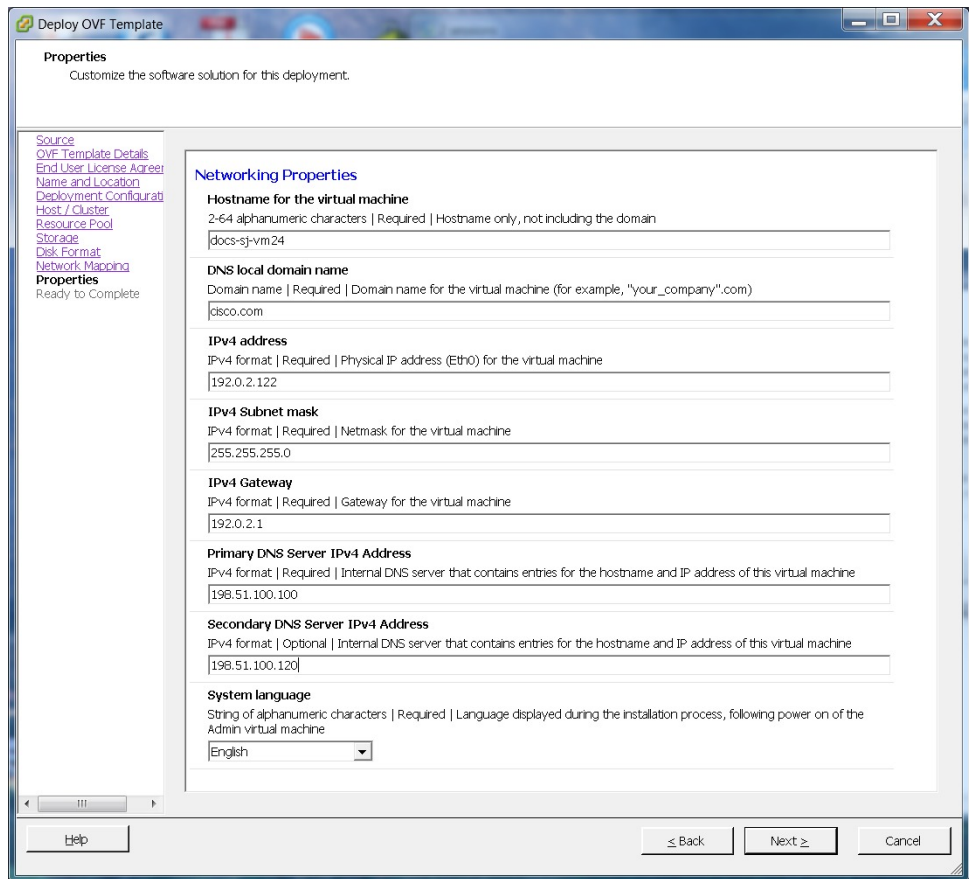 Deploy OVF Template
Properties
Customize the software solution for this deployment.
Source
OVF Template Details
End User License Agreer
Name and Location
Deployment Configurati
Host / Cluster
Resource Pool
Storage
Disk Format
Network Mapping
Properties
Ready to Complete
Networking Properties
Hostname for the virtual machine
2-64 alphanumeric characters | Required | Hostname only, not including the domain
docs-sj-vm24
DNS local domain name
Domain name | Required | Domain name for the virtual machine (for example, "your_company".com)
cisco.com
IPv4 address
IPv4 format | Required | Physical IP address (Eth0) for the virtual machine
192.0.2.122
IPv4 Subnet mask
IPv4 format | Required | Netmask for the virtual machine
255.255.255.0
IPv4 Gateway
IPv4 format | Required | Gateway for the virtual machine
192.0.2.1
Primary DNS Server IPv4 Address
IPv4 format | Required | Internal DNS server that contains entries for the hostname and IP address of this virtual machine
198.51.100.100
Secondary DNS Server IPv4 Address
IPv4 format | Optional | Internal DNS server that contains entries for the hostname and IP address of this virtual machine
198.51.100.120
System language
String of alphanumeric characters | Required | Language displayed during the installation process, following power on of the
Admin virtual machine
English
Help
< Back
Next >
Cancel